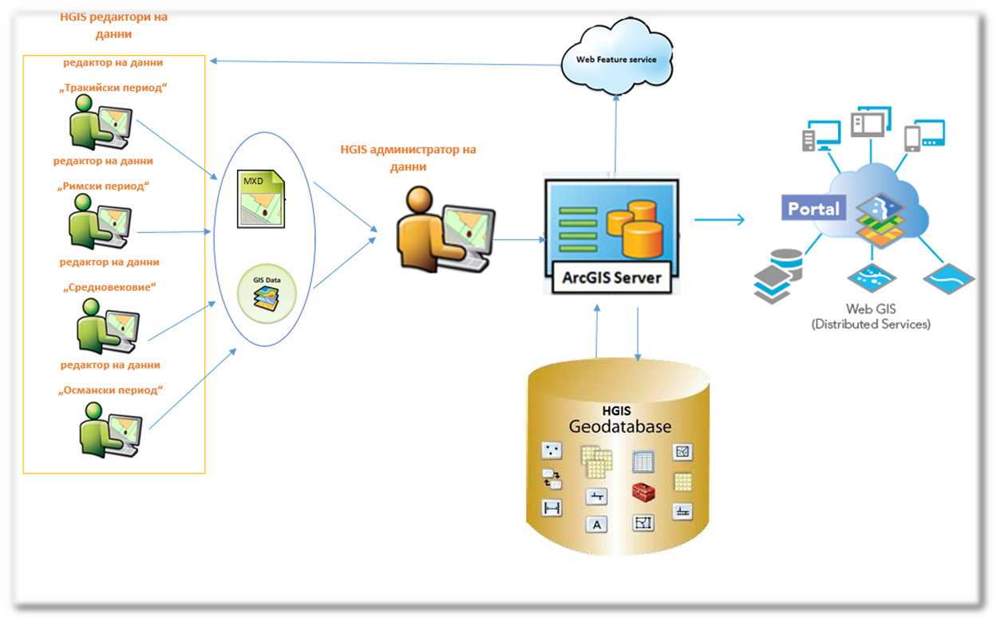 HGIS редактори на
данни
редактор на данни
„Тракийски период“
редактор на данни
„Римски период“
редактор на данни
„Средновековие“
редактор на данни
„Османски период“
MXD
GIS Data
HGIS администратор на
данни
Web Feature service
ArcGIS Server
HGIS
Geodatabase
A
Portal
Web GIS
(Distributed Services)